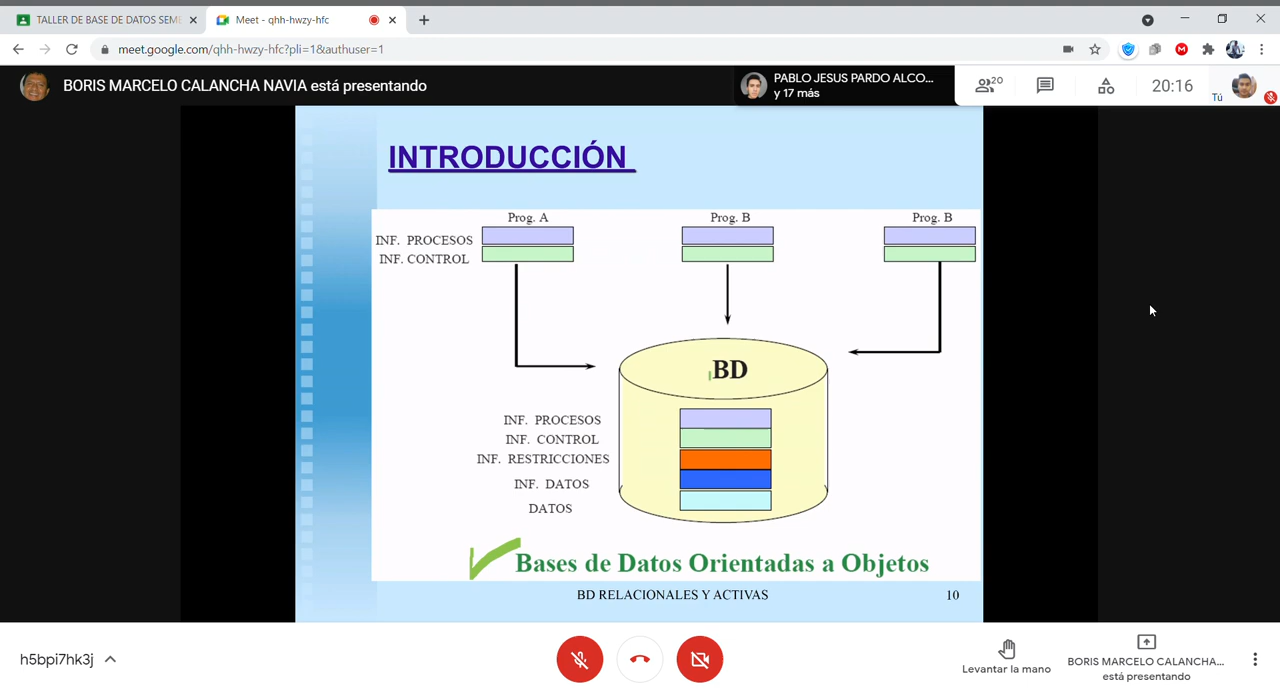 TALLER DE BASE DE DATOS SEM
Meet - qhh-hwzy-hfc
meet.google.com/qhh-hwzy-hfc?pli=1&authuser=1
BORIS MARCELO CALANCHA NAVIA está presentando
PABLO JESUS PARDO ALCO...
y 17 más
20
20:16
Tú
INTRODUCCIÓN
Prog. A
Prog. B
Prog. B
INF. PROCESOS
INF. CONTROL
BD
INF. PROCESOS
INF. CONTROL
INF. RESTRICCIONES
INF. DATOS
DATOS
Bases de Datos Orientadas a Objetos
BD RELACIONALES Y ACTIVAS
10
h5bpi7hk3j
Levantar la mano
BORIS MARCELO CALANCHA...
está presentando